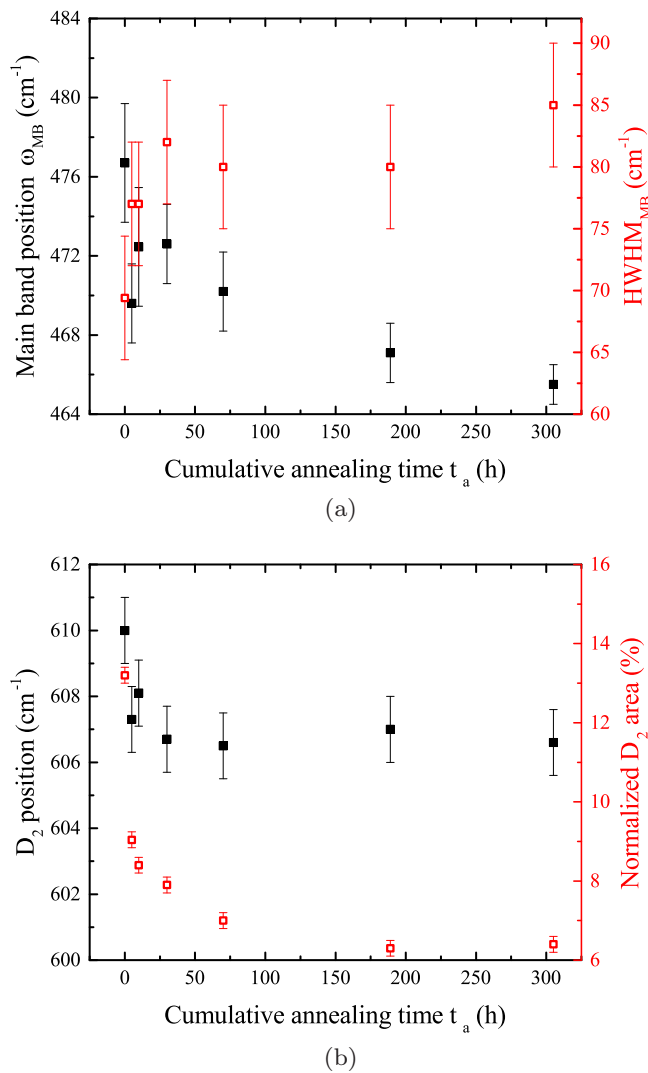 484
480
476
472
468
464
Main band position ω_MB (cm⁻¹)
90
85
80
75
70
65
60
HWHM_MB (cm⁻¹)
0 50 100 150 200 250 300
Cumulative annealing time t_a (h)
(a)
612
610
608
606
604
602
600
D₂ position (cm⁻¹)
16
14
12
10
8
6
Normalized D₂ area (%)
0 50 100 150 200 250 300
Cumulative annealing time t_a (h)
(b)